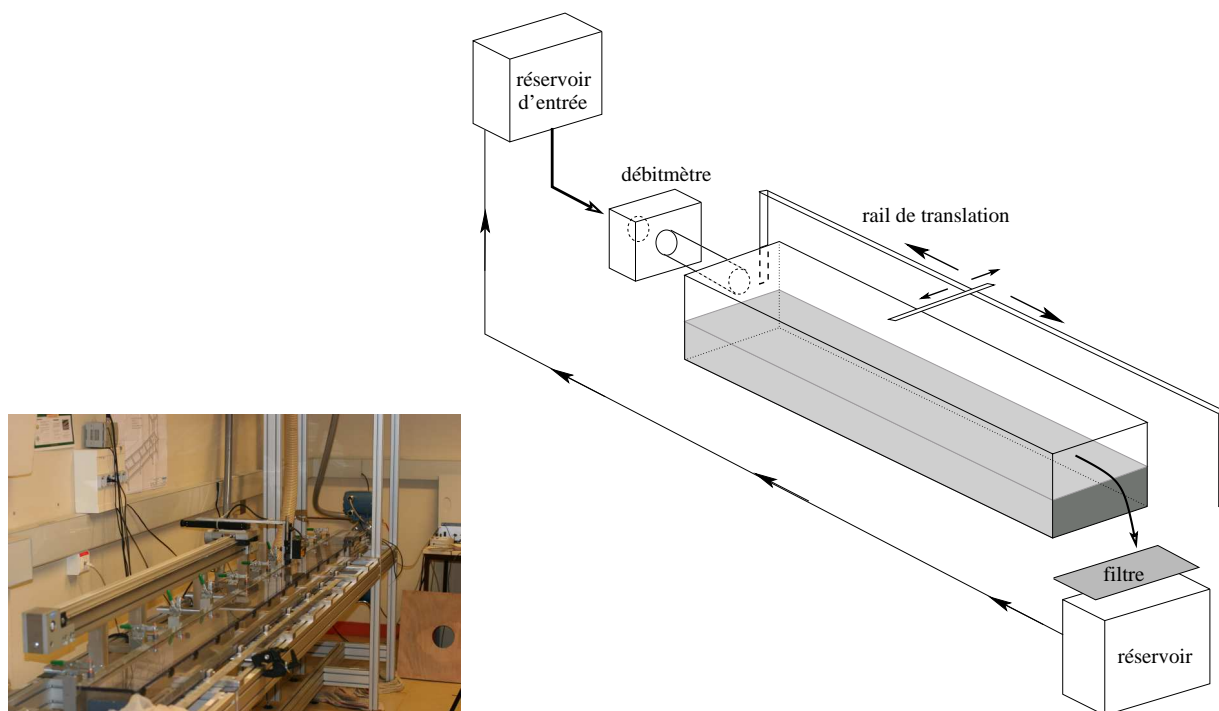 réservoir
d'entrée
débitmètre
rail de translation
filtre
réservoir